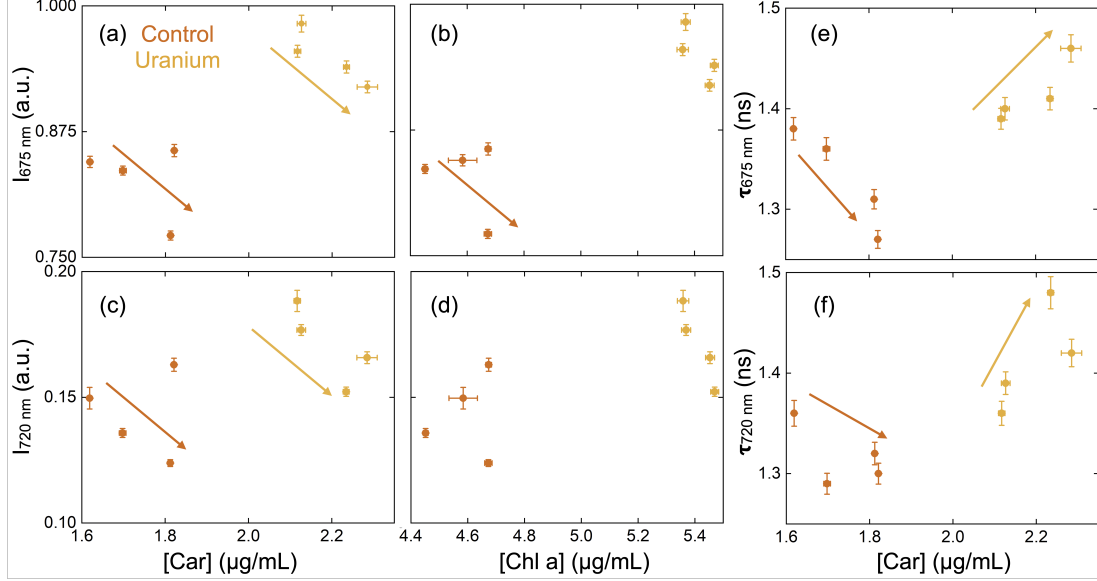 1.000
0.875
0.750
I675 nm (a.u.)
(a)
Control
Uranium
(b)
1.5
1.4
1.3
τ675 nm (ns)
(e)
0.20
0.15
0.10
I720 nm (a.u.)
(c)
(d)
1.5
1.4
1.3
τ720 nm (ns)
(f)
1.6 1.8 2.0 2.2
[Car] (μg/mL)
4.4 4.6 4.8 5.0 5.2 5.4
[Chl a] (μg/mL)
1.6 1.8 2.0 2.2
[Car] (μg/mL)